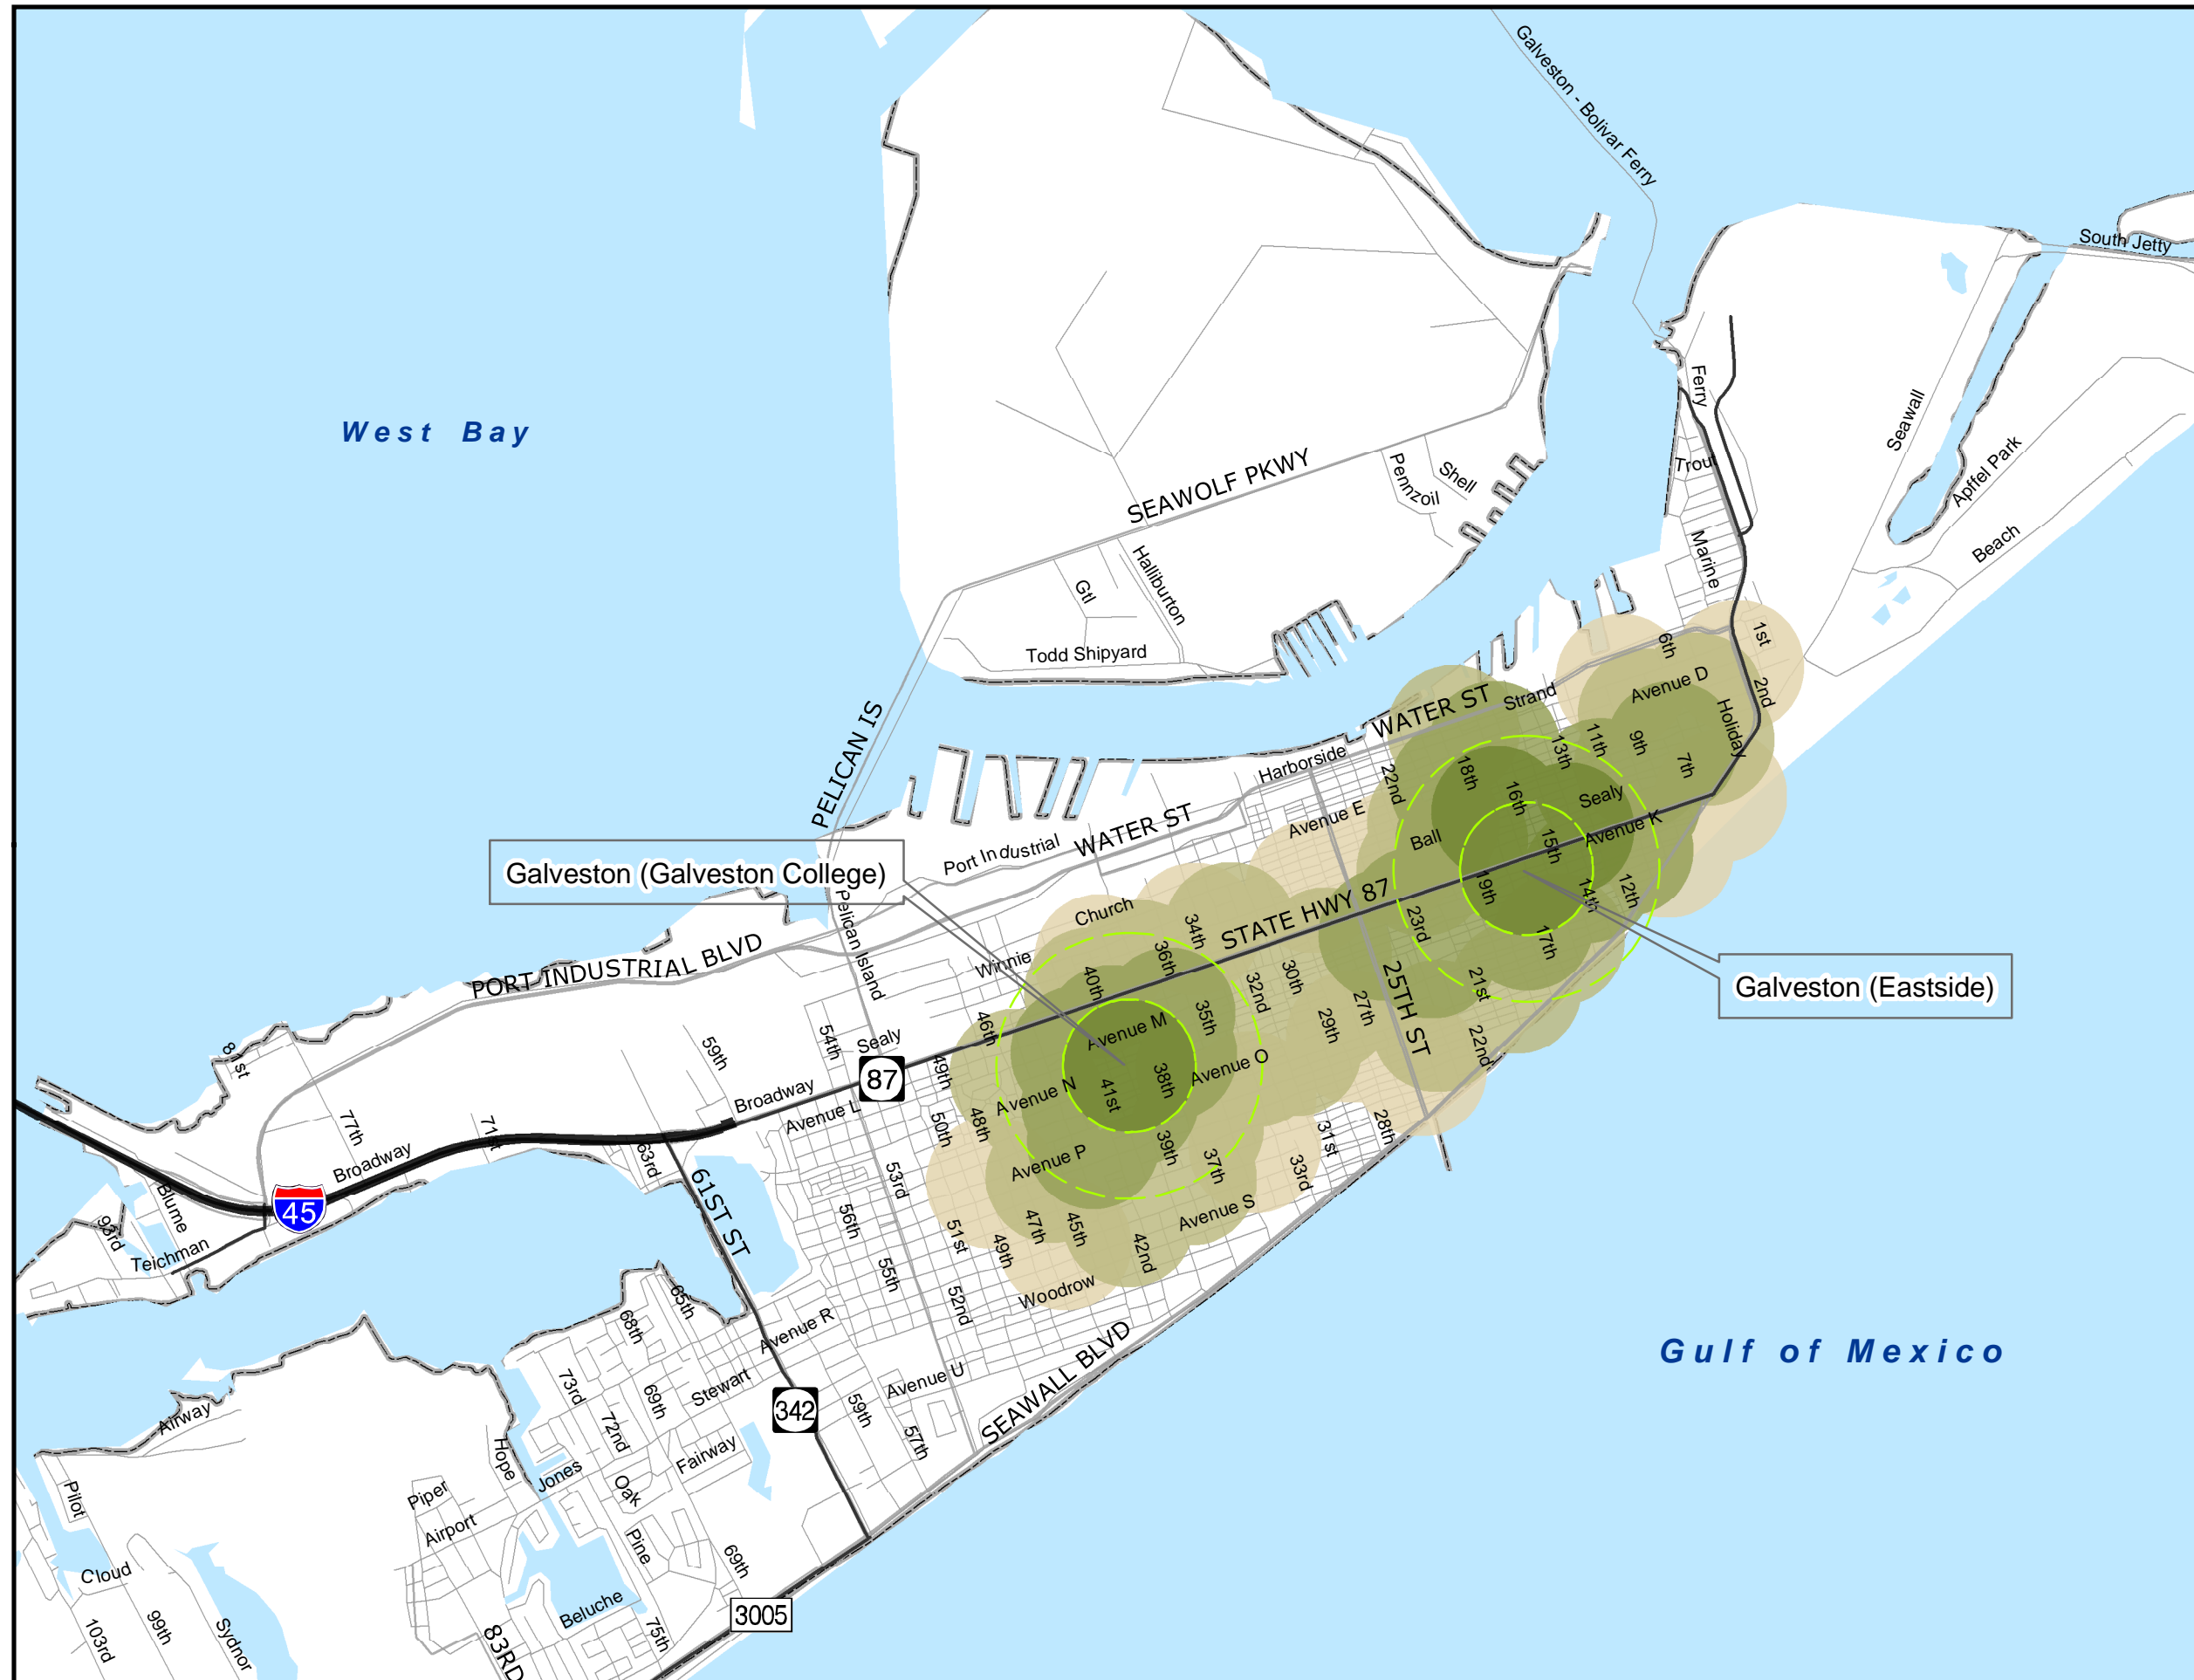 Galveston - Bolivar Ferry
South Jetty
West Bay
Ferry
Seawall
Trout
Apffel Park
Beach
SEAWOLF PKWY
Pennzoil
Shell
Marine
Halliburton
Gtl
Todd Shipyard
1st
6th
2nd
Avenue D
Holiday
Strand
WATER ST
PELICAN IS
Harborside
22nd
18th
13th
11th
9th
7th
16th
Sealy
Avenue E
Ball
15th
Avenue K
WATER ST
Port Industrial
Galveston (Galveston College)
Pelican Island
Church
34th
STATE HWY 87
19th
14th
12th
23rd
17th
Winnie
36th
40th
PORT INDUSTRIAL BLVD
32nd
30th
27th
25TH ST
21st
Galveston (Eastside)
46th
35th
Avenue M
29th
22nd
81st
59th
54th
Sealy
49th
87
Avenue O
38th
41st
Avenue N
Broadway
Avenue L
50th
48th
77th
71st
63rd
Broadway
39th
37th
31st
28th
33rd
Avenue P
53rd
61ST ST
Blume
45
93rd
Teichman
56th
51st
47th
45th
49th
42nd
Avenue S
55th
52nd
Woodrow
65th
68th
Avenue R
Gulf of Mexico
SEAWALL BLVD
Avenue U
73rd
69th
Stewart
342
59th
57th
Airway
72nd
Fairway
Hope
Jones
Oak
Pilot
Piper
Airport
Pine
69th
Cloud
Beluche
3005
75th
103rd
99th
Sydnor
83RD